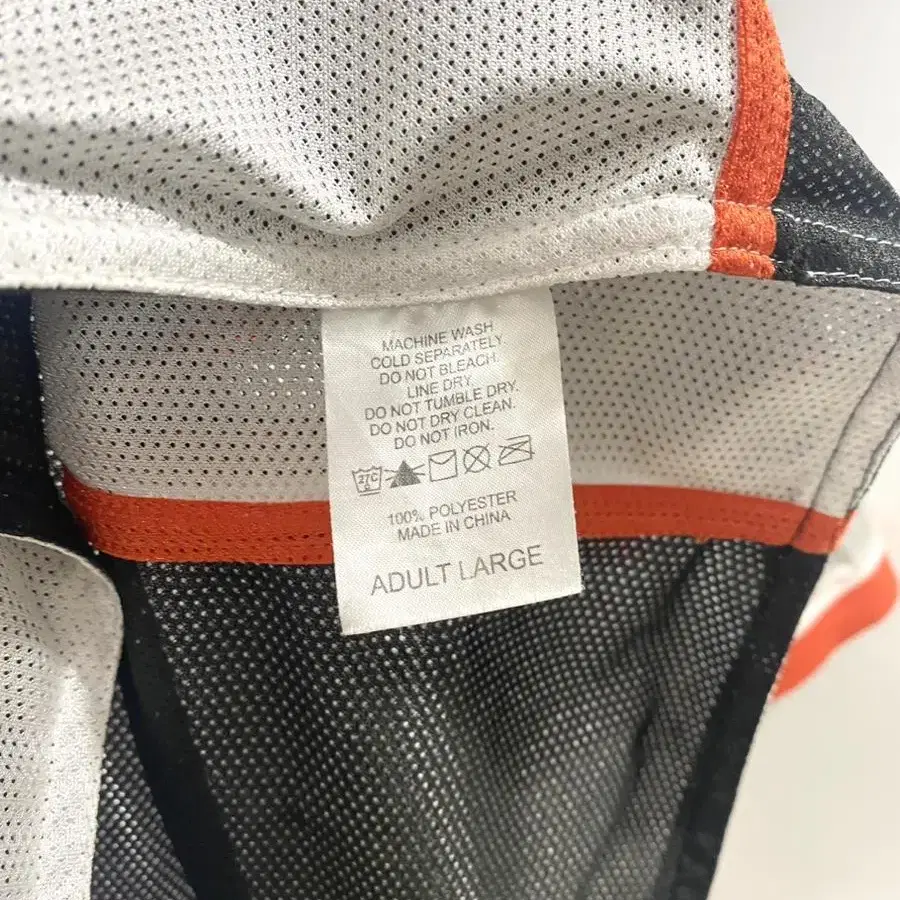 MACHINE WASH
COLD SEPARATELY
DO NOT BLEACH.
LINE DRY.
DO NOT TUMBLE DRY.
DO NOT DRY CLEAN.
DO NOT IRON.
27C
100% POLYESTER
MADE IN CHINA
ADULT LARGE